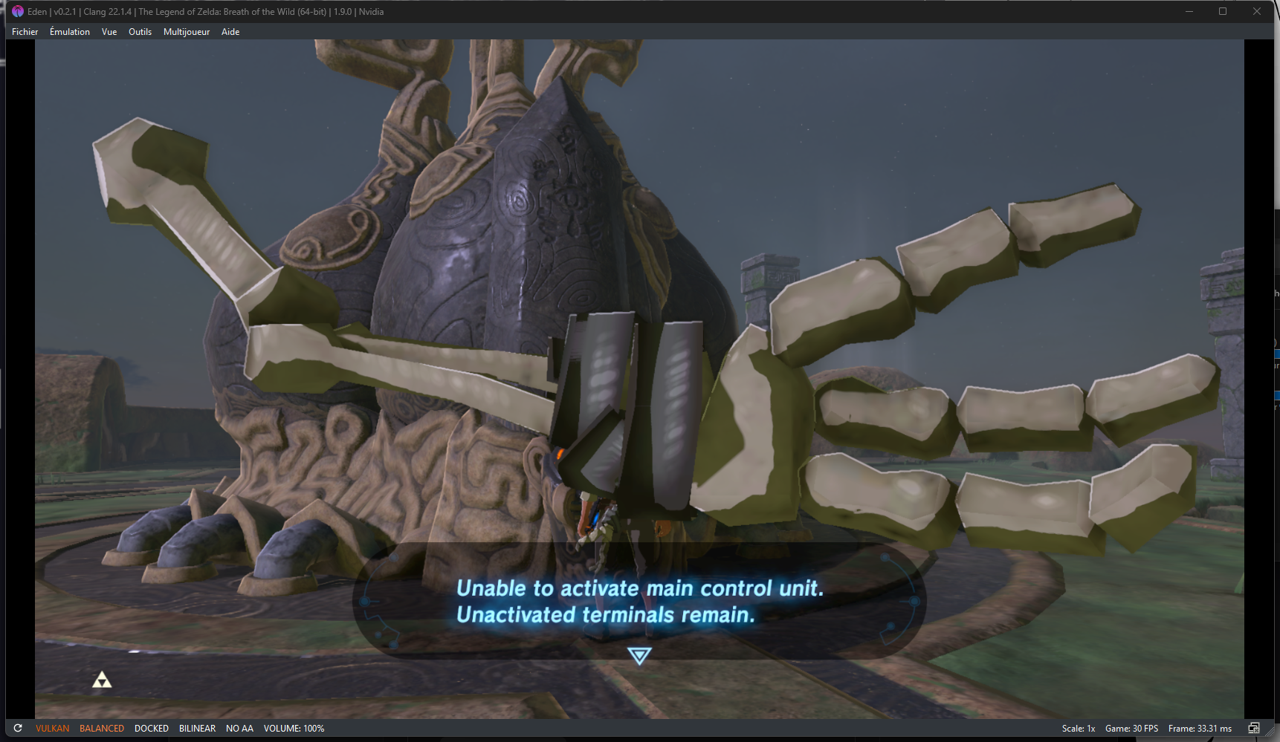 Eden | v0.2.1 | Clang 22.1.4 | The Legend of Zelda: Breath of the Wild (64-bit) | 1.9.0 | Nvidia
Fichier Émulation Vue Outils Multijoueur Aide
Unable to activate main control unit.
Unactivated terminals remain.
VULKAN BALANCED DOCKED BILINEAR NO AA VOLUME: 100% Scale: 1x Game: 30 FPS Frame: 33.31 ms